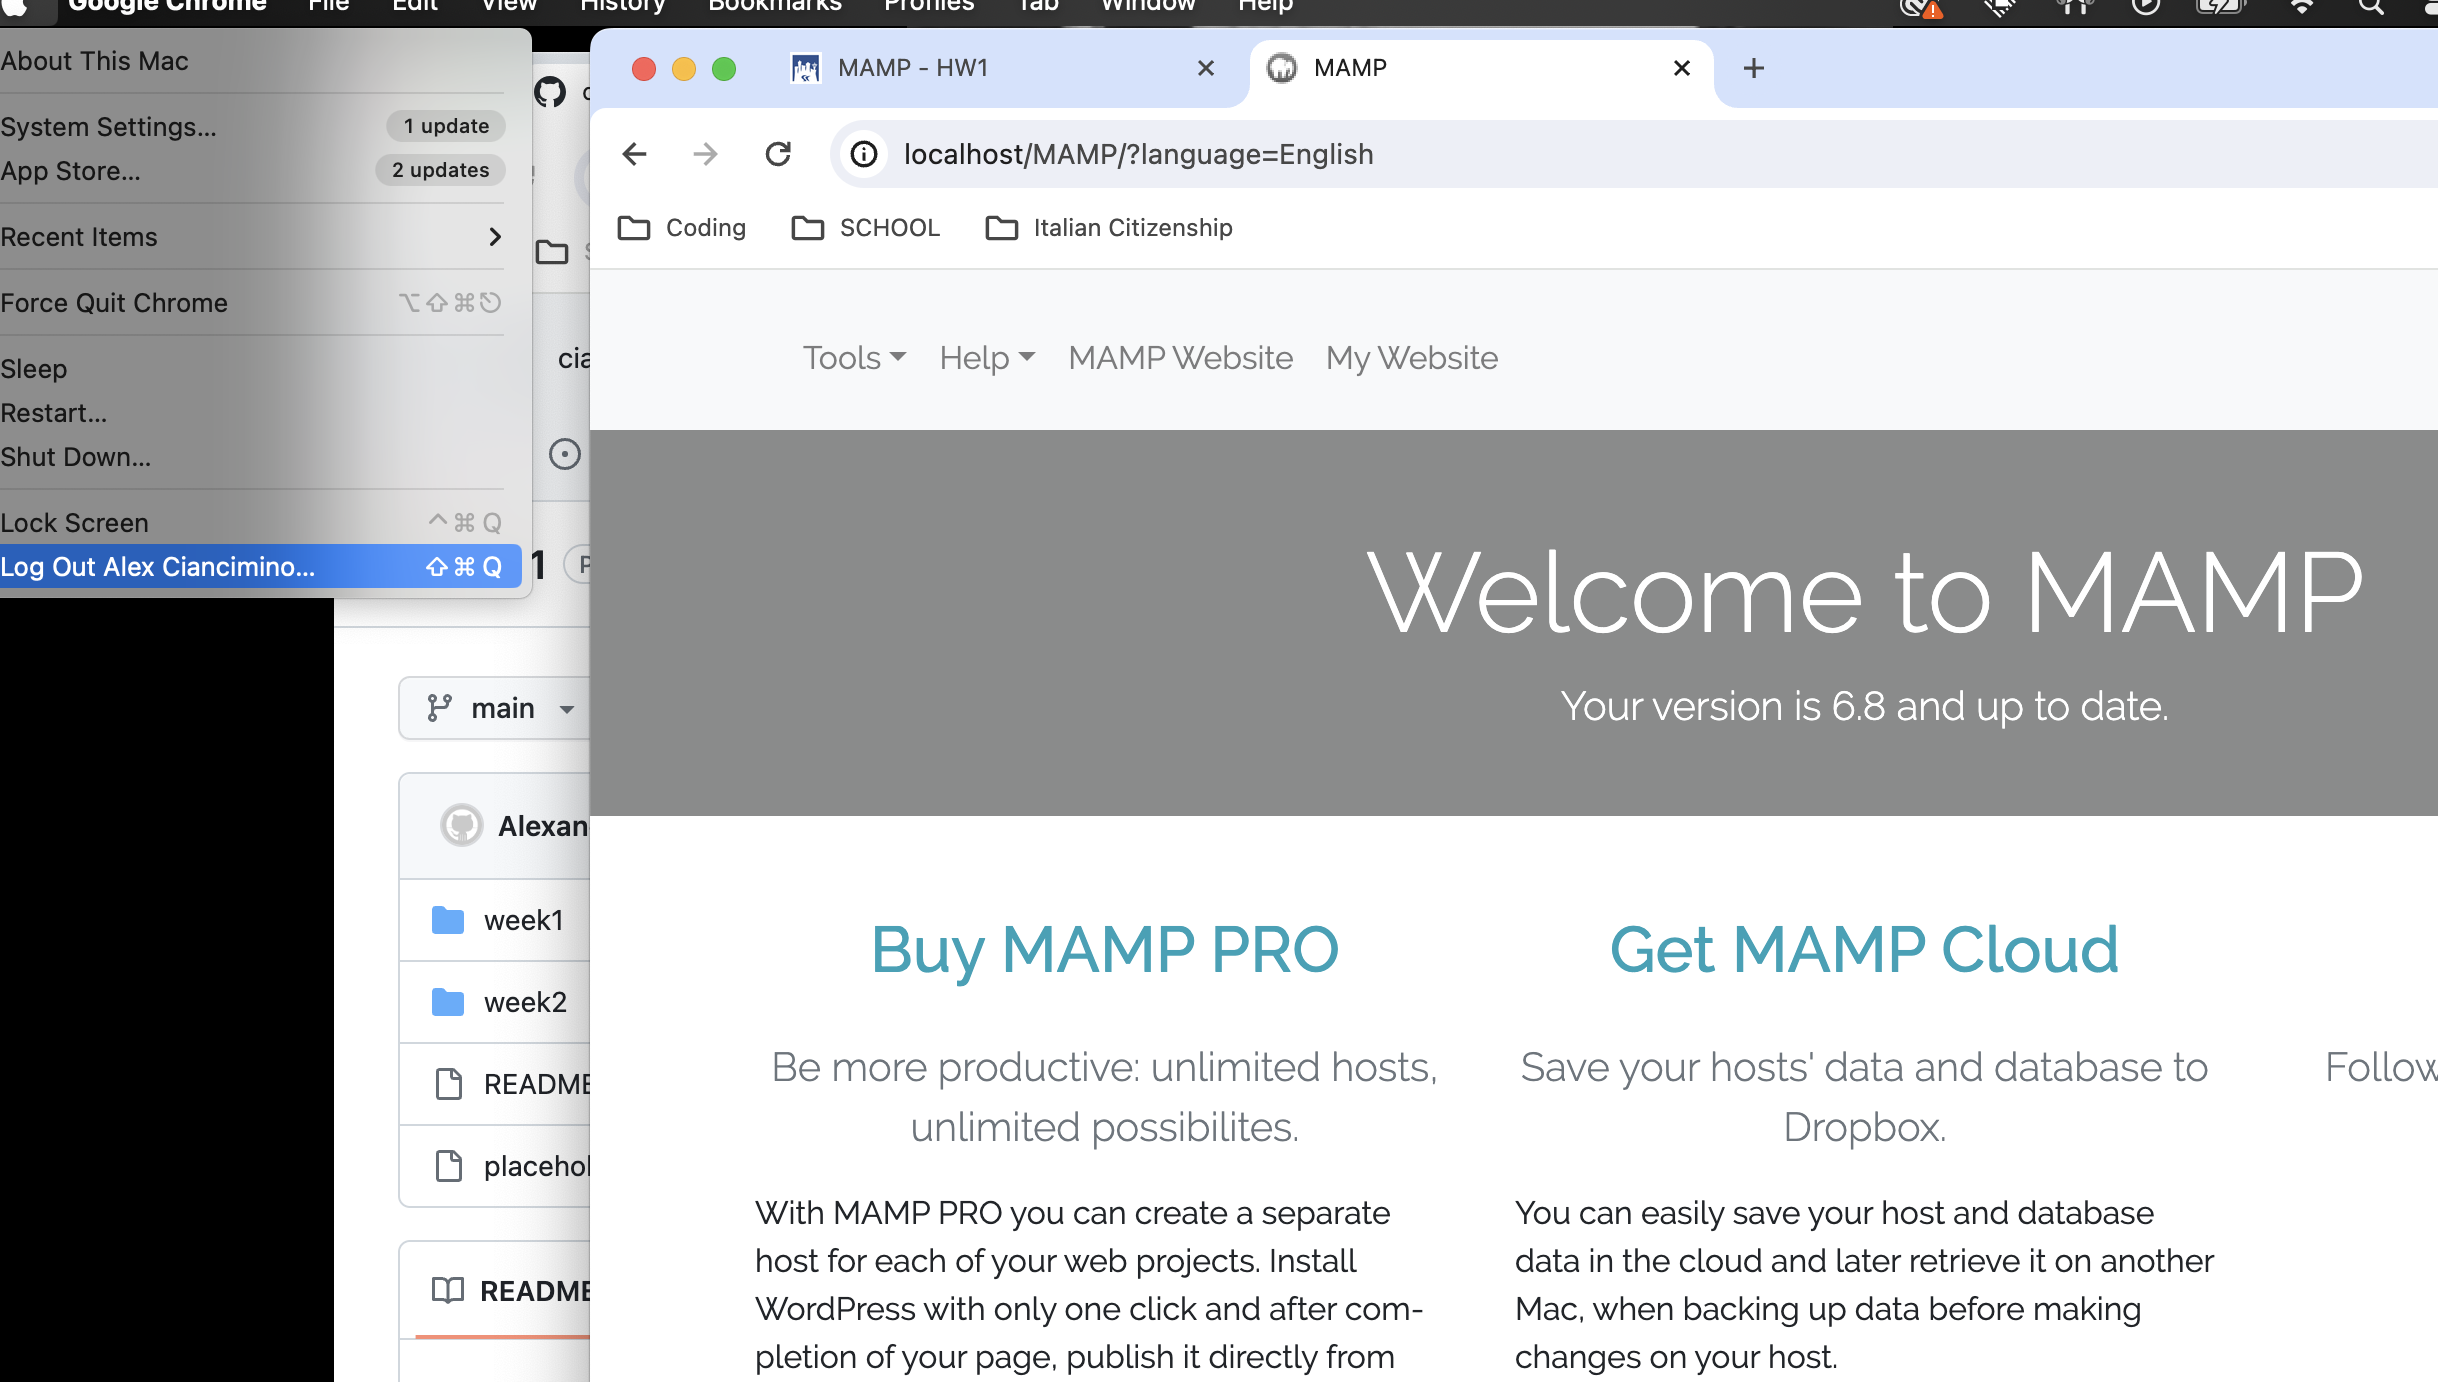 Google Chrome File Edit View History Bookmarks Profiles Tab Window Help
About This Mac
System Settings... 1 update
App Store... 2 updates
Recent Items
Force Quit Chrome ⌥⇧⌘⎋
Sleep
Restart...
Shut Down...
Lock Screen ^⌘Q
Log Out Alex Ciancimino... ⇧⌘Q
MAMP - HW1
MAMP
localhost/MAMP/?language=English
Coding SCHOOL Italian Citizenship
Tools Help MAMP Website My Website
Welcome to MAMP
Your version is 6.8 and up to date.
Buy MAMP PRO
Be more productive: unlimited hosts,
unlimited possibilites.
With MAMP PRO you can create a separate
host for each of your web projects. Install
WordPress with only one click and after com-
pletion of your page, publish it directly from
Get MAMP Cloud
Save your hosts' data and database to
Dropbox.
You can easily save your host and database
data in the cloud and later retrieve it on another
Mac, when backing up data before making
changes on your host.
Follow
cia
1
main
Alexan
week1
week2
README
placehol
README